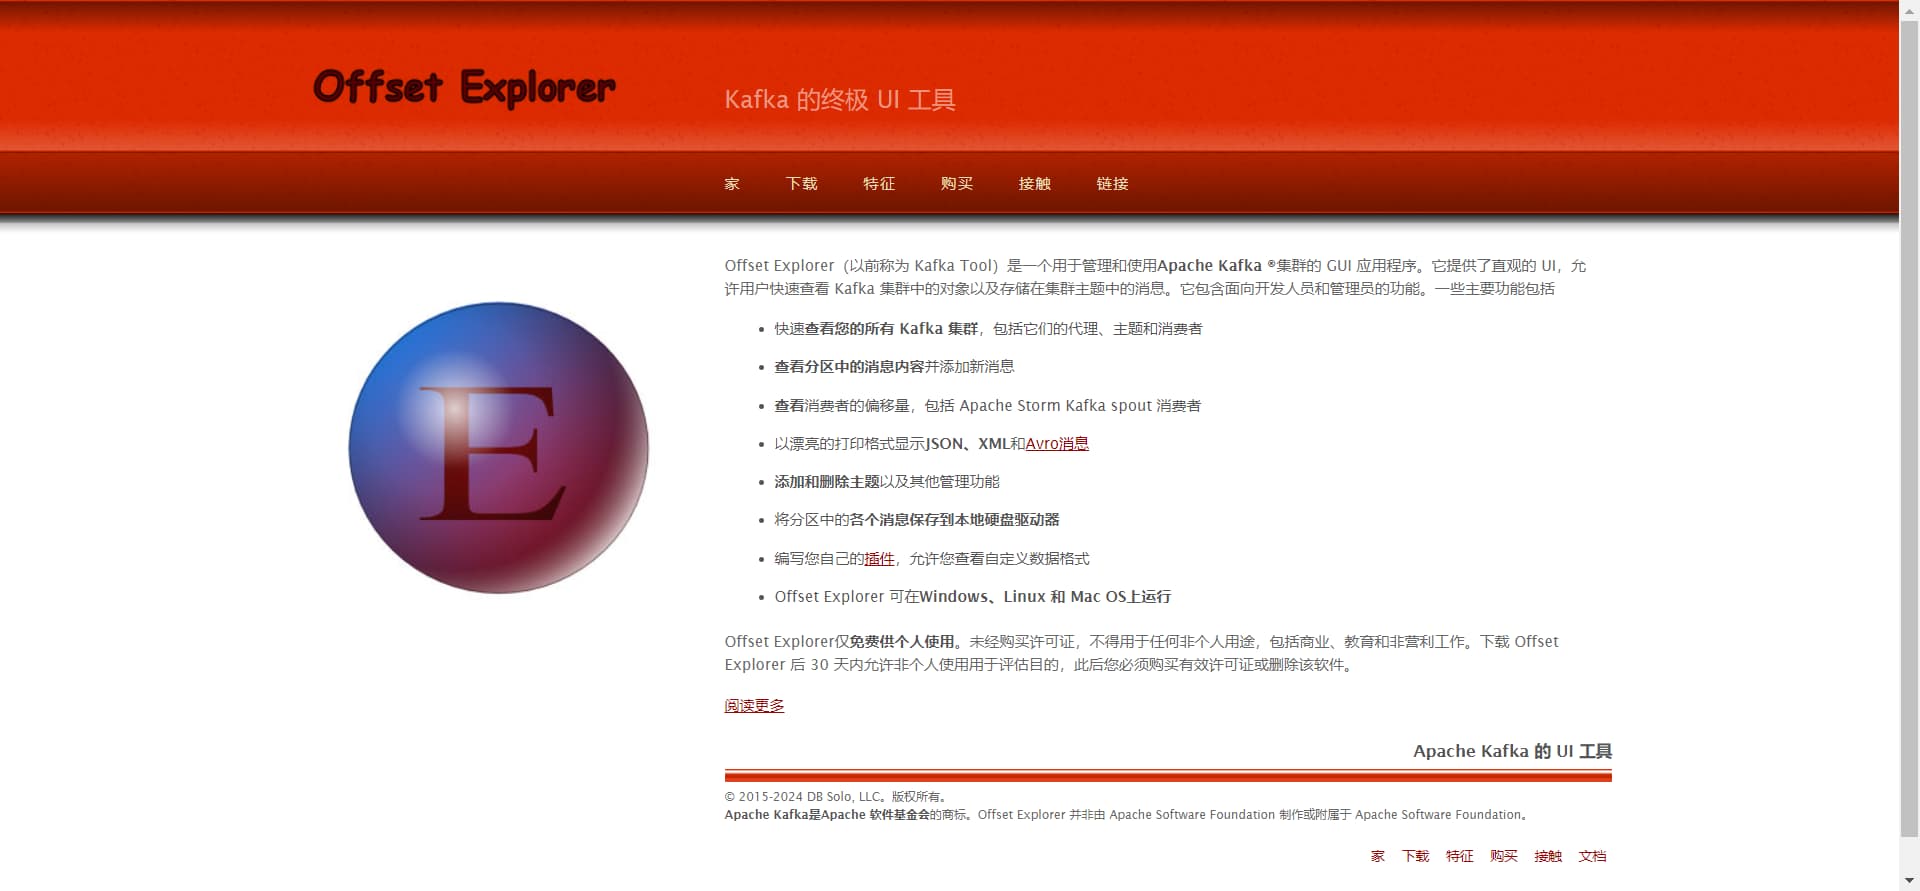 Offset Explorer
Kafka 的终极 UI 工具
家 下载 特征 购买 接触 链接
Offset Explorer（以前称为 Kafka Tool）是一个用于管理和使用Apache Kafka ®集群的 GUI 应用程序。它提供了直观的 UI，允
许用户快速查看 Kafka 集群中的对象以及存储在集群主题中的消息。它包含面向开发人员和管理员的功能。一些主要功能包括
• 快速查看您的所有 Kafka 集群，包括它们的代理、主题和消费者
• 查看分区中的消息内容并添加新消息
• 查看消费者的偏移量，包括 Apache Storm Kafka spout 消费者
• 以漂亮的打印格式显示JSON、XML和Avro消息
• 添加和删除主题以及其他管理功能
• 将分区中的各个消息保存到本地硬盘驱动器
• 编写您自己的插件，允许您查看自定义数据格式
• Offset Explorer 可在Windows、Linux 和 Mac OS上运行
E
Offset Explorer仅免费供个人使用。未经购买许可证，不得用于任何非个人用途，包括商业、教育和非营利工作。下载 Offset
Explorer 后 30 天内允许非个人使用用于评估目的，此后您必须购买有效许可证或删除该软件。
阅读更多
Apache Kafka 的 UI 工具
© 2015-2024 DB Solo, LLC。版权所有。
Apache Kafka是Apache 软件基金会的商标。Offset Explorer 并非由 Apache Software Foundation 制作或附属于 Apache Software Foundation。
家 下载 特征 购买 接触 文档